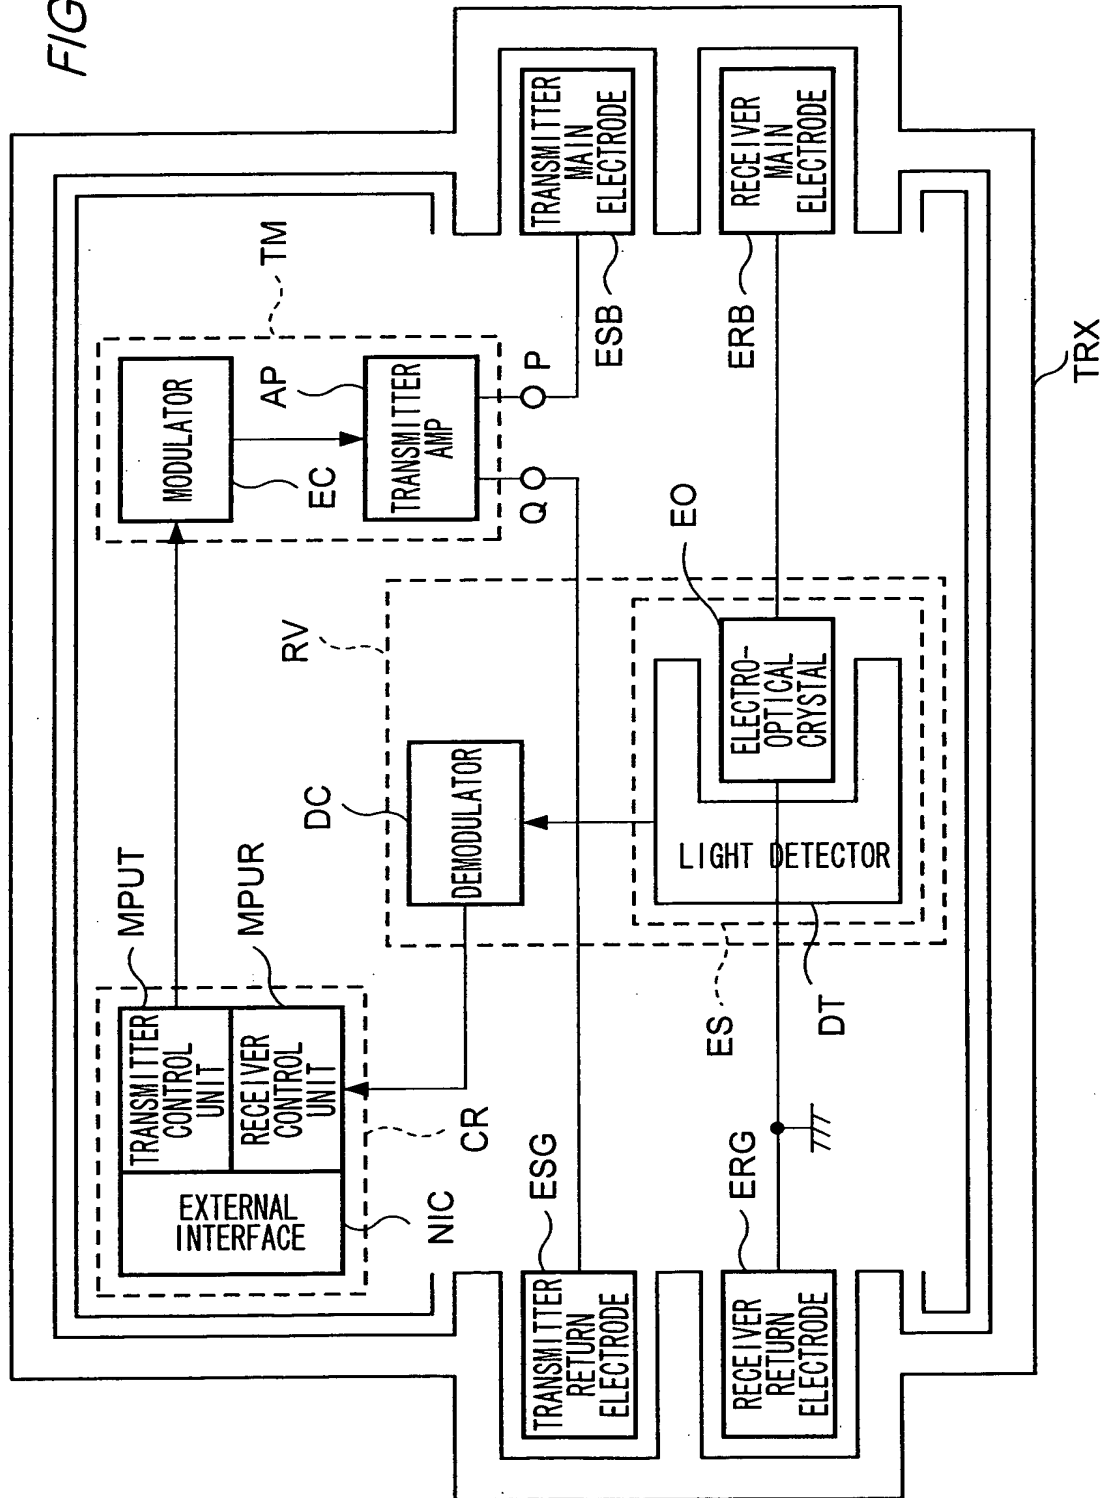 FIG
TRANSMITTER
CONTROL
UNIT
RECEIVER
CONTROL
UNIT
EXTERNAL
INTERFACE
MPUT
MPUR
NIC
CR
MODULATOR
EC
AP
TRANSMITTER
AMP
TM
Q
P
DEMODULATOR
DC
RV
TRANSMITTER
RETURN
ELECTRODE
ESG
TRANSMITTER
MAIN
ELECTRODE
ESB
RECEIVER
RETURN
ELECTRODE
ERG
LIGHT DETECTOR
ELECTRO-
OPTICAL
CRYSTAL
EO
ES
DT
RECEIVER
MAIN
ELECTRODE
ERB
TRX